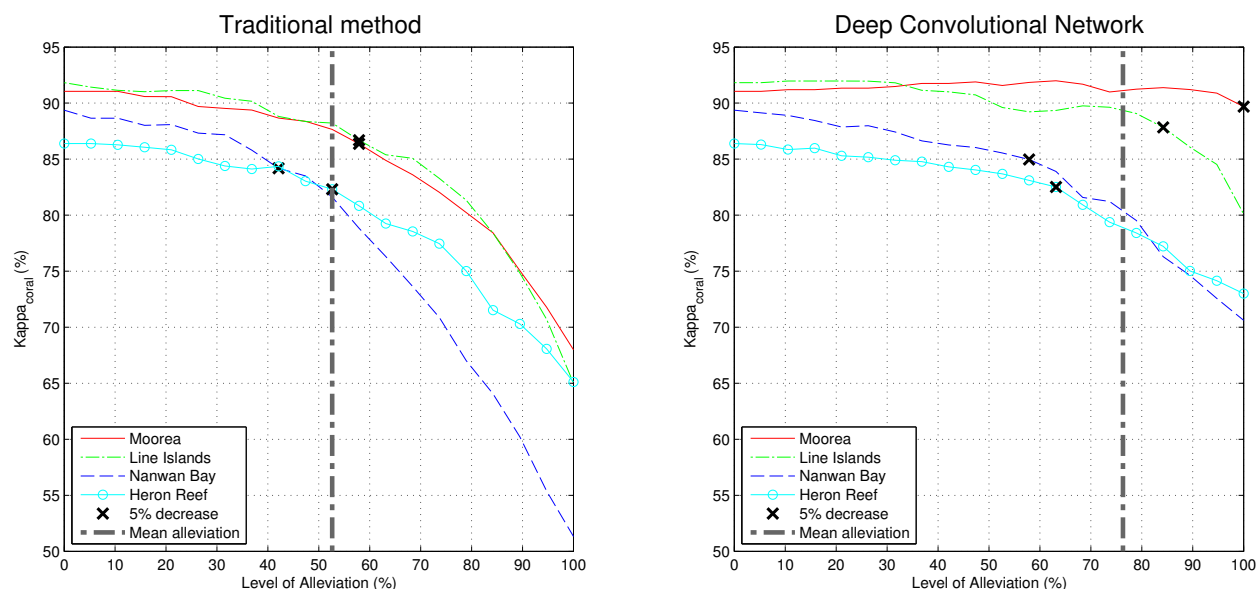 Traditional method
95
90
85
80
75
70
65
60
55
50
Kappa_coral (%)
Moorea
Line Islands
Nanwan Bay
Heron Reef
5% decrease
Mean alleviation
0 10 20 30 40 50 60 70 80 90 100
Level of Alleviation (%)
Deep Convolutional Network
95
90
85
80
75
70
65
60
55
50
Kappa_coral (%)
Moorea
Line Islands
Nanwan Bay
Heron Reef
5% decrease
Mean alleviation
0 10 20 30 40 50 60 70 80 90 100
Level of Alleviation (%)